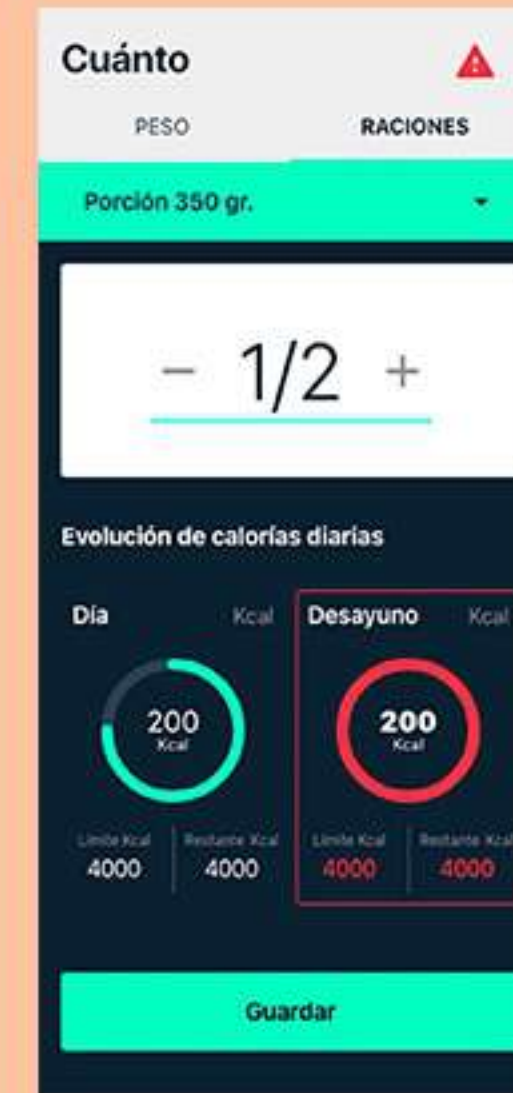 Cuánto
PESO RACIONES
Porción 350 gr.
− 1/2 +
Evolución de calorías diarias
Día Kcal Desayuno Kcal
200 200
Kcal Kcal
Límite Kcal Restante Kcal Límite Kcal Restante Kcal
4000 4000 4000 4000
Guardar